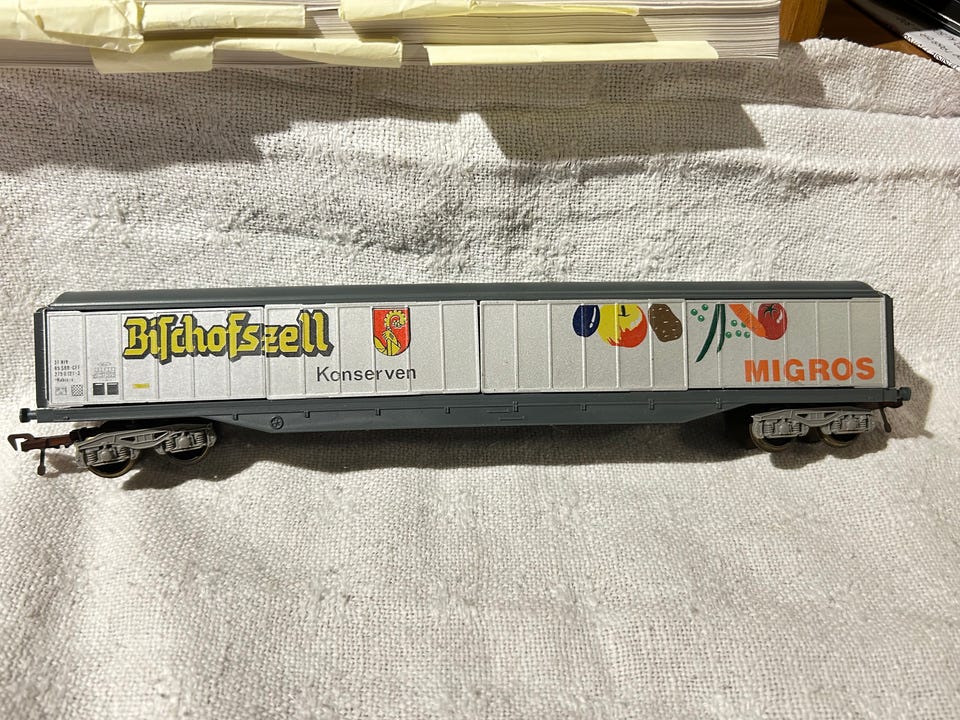 Bischofszell
Konserven
MIGROS